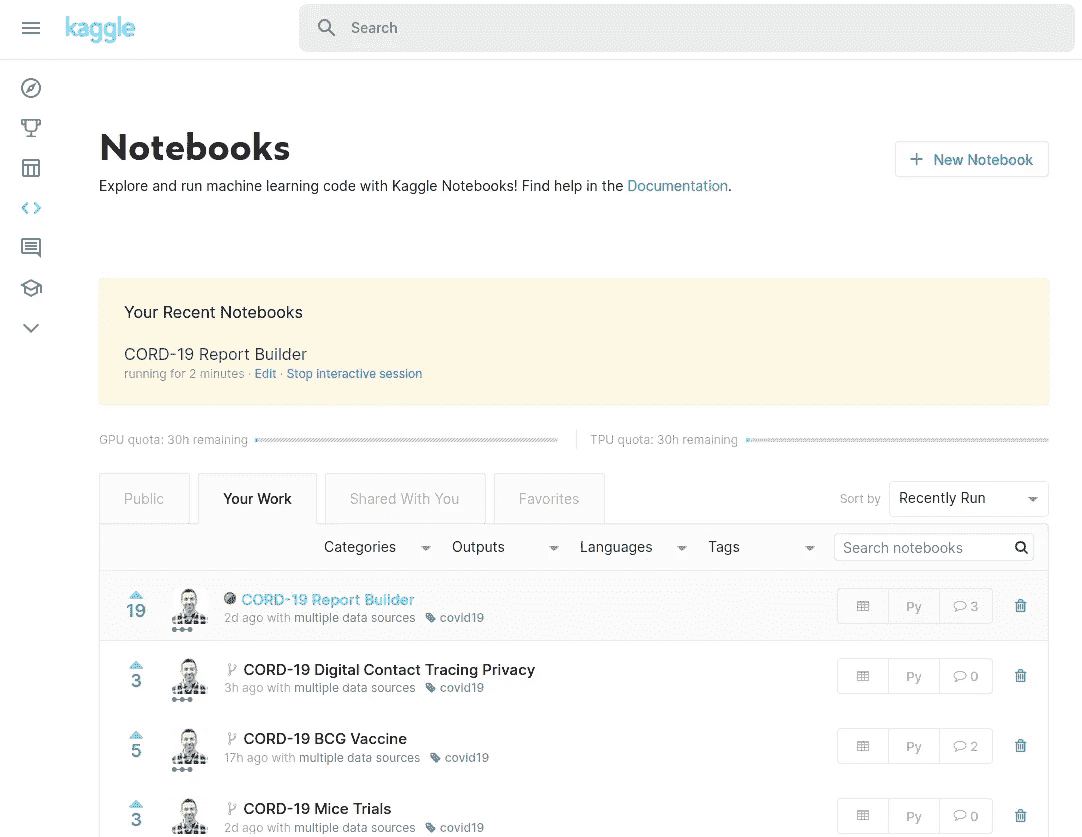 kaggle
Search
Notebooks
+ New Notebook
Explore and run machine learning code with Kaggle Notebooks! Find help in the Documentation.
Your Recent Notebooks
CORD-19 Report Builder
running for 2 minutes · Edit · Stop interactive session
GPU quota: 30h remaining TPU quota: 30h remaining
Public Your Work Shared With You Favorites Sort by Recently Run
Categories Outputs Languages Tags Search notebooks
19 CORD-19 Report Builder Py 3
2d ago with multiple data sources covid19
3 CORD-19 Digital Contact Tracing Privacy Py 0
3h ago with multiple data sources covid19
5 CORD-19 BCG Vaccine Py 2
17h ago with multiple data sources covid19
3 CORD-19 Mice Trials Py 0
2d ago with multiple data sources covid19